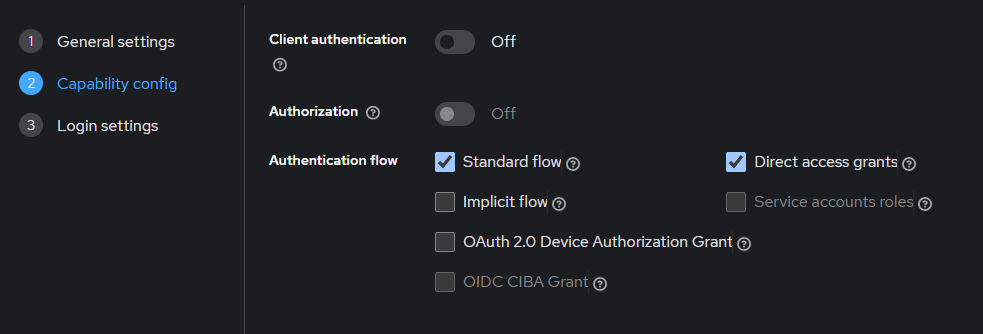 1 General settings
2 Capability config
3 Login settings
Client authentication ? Off
Authorization ? Off
Authentication flow
Standard flow ? Direct access grants ?
Implicit flow ? Service accounts roles ?
OAuth 2.0 Device Authorization Grant ?
OIDC CIBA Grant ?